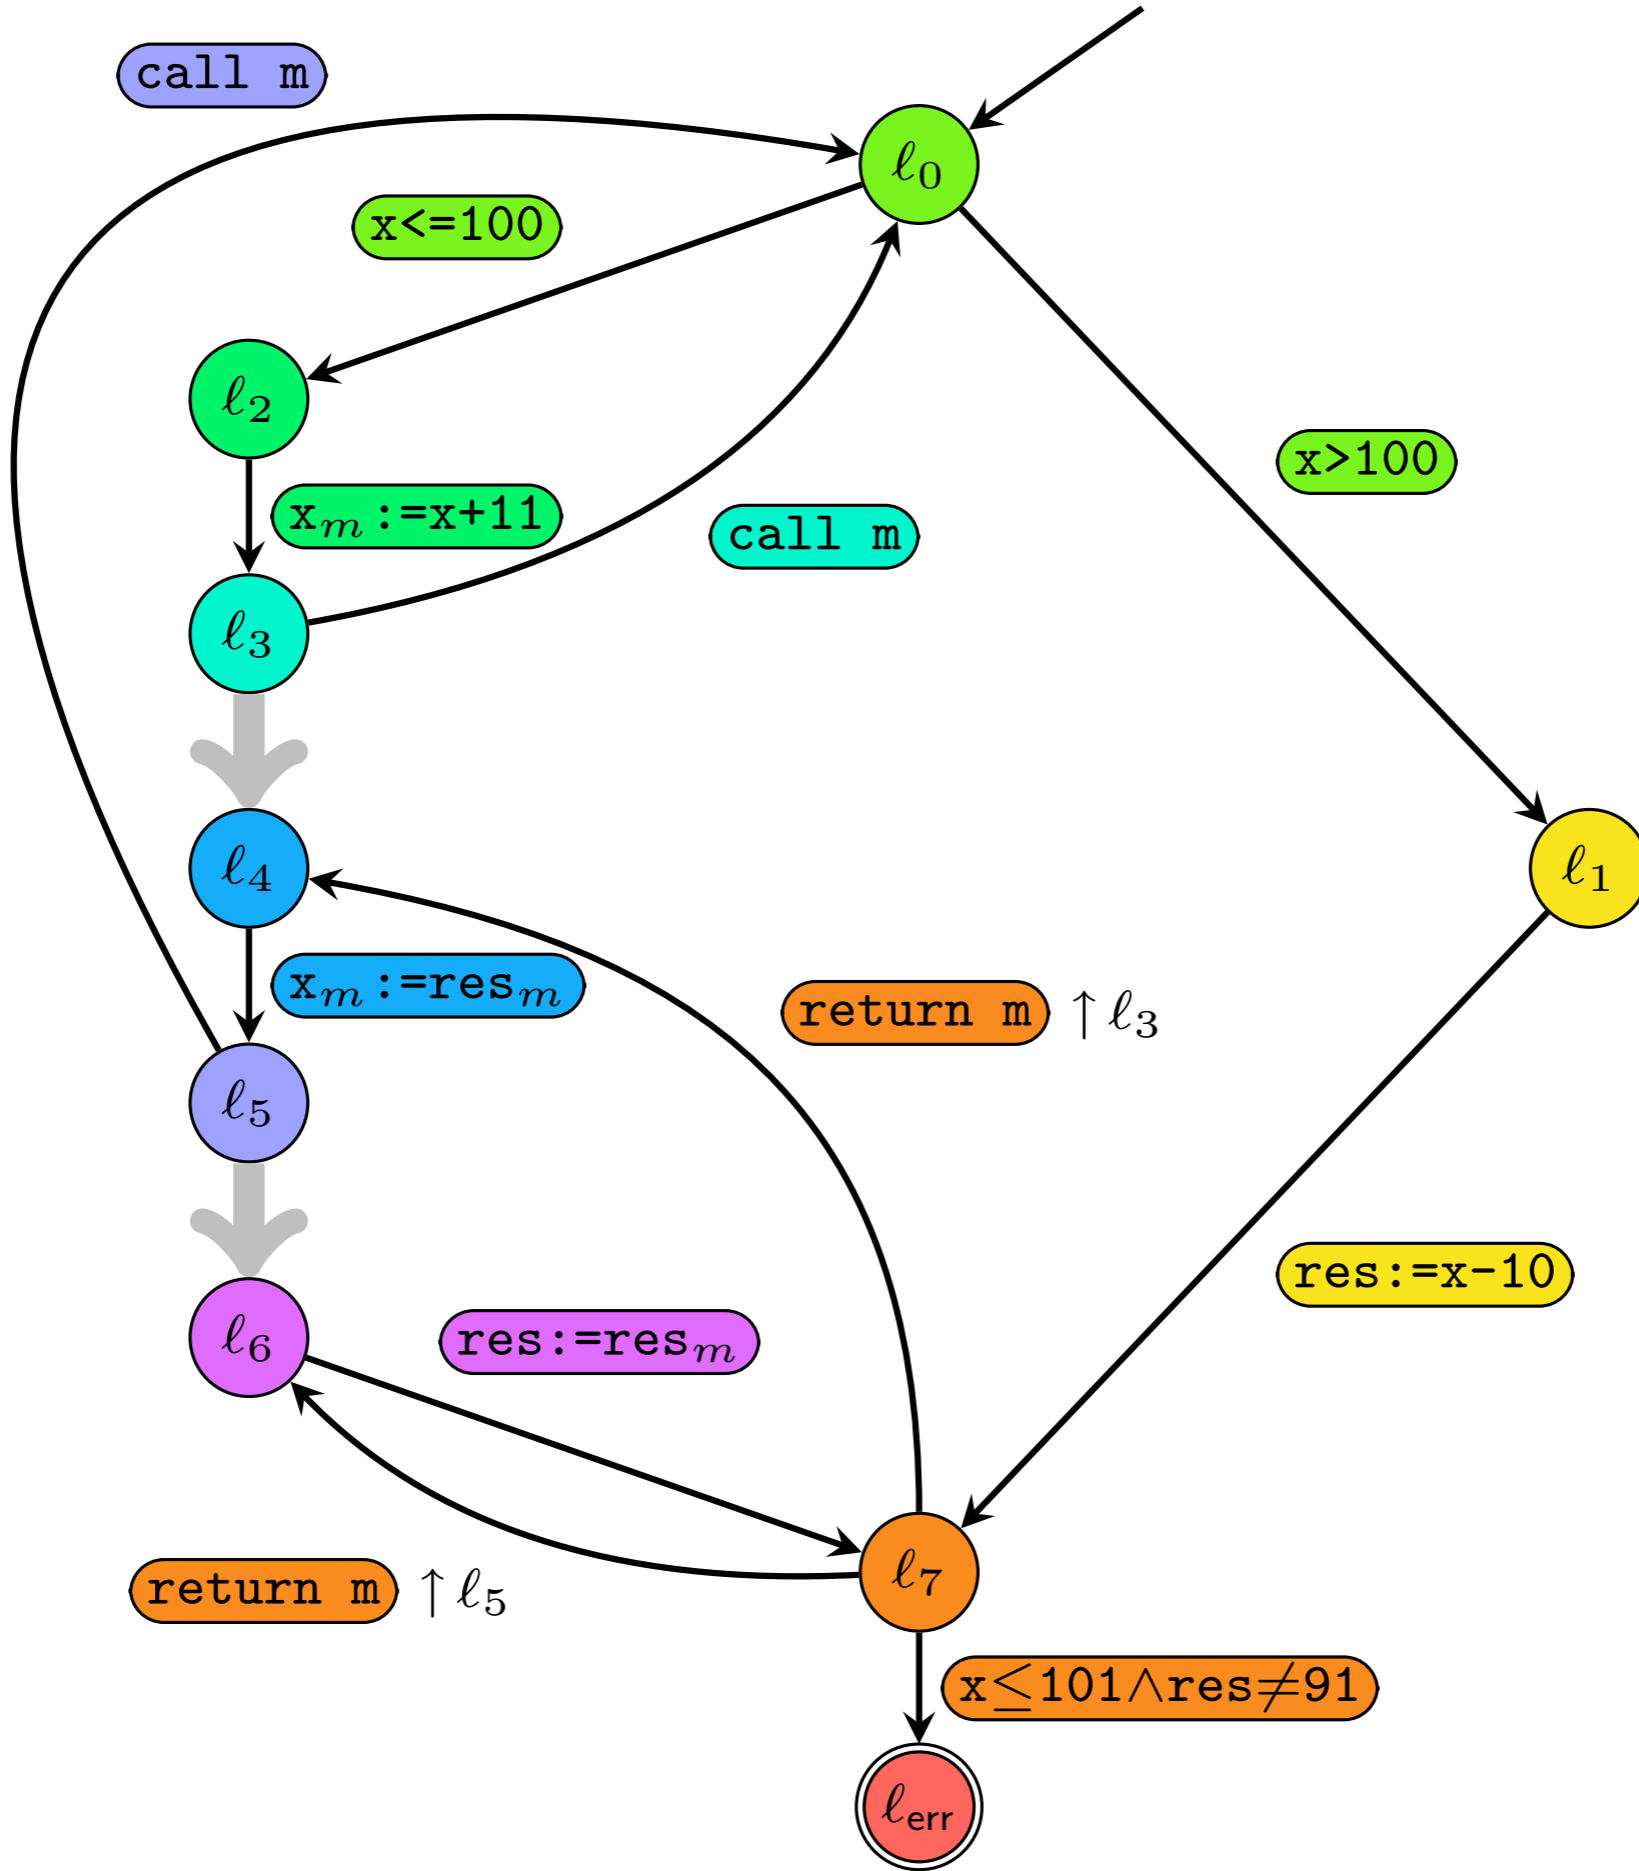 call m
ℓ₀
x<=100
ℓ₂
x>100
xₘ:=x+11
call m
ℓ₃
ℓ₄
ℓ₁
xₘ:=resₘ
return m ↑ℓ₃
ℓ₅
res:=x-10
ℓ₆
res:=resₘ
ℓ₇
return m ↑ℓ₅
x≤101∧res≠91
ℓerr